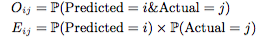 O_{ij} = ℙ(Predicted = i&Actual = j)
E_{ij} = ℙ(Predicted = i) × ℙ(Actual = j)